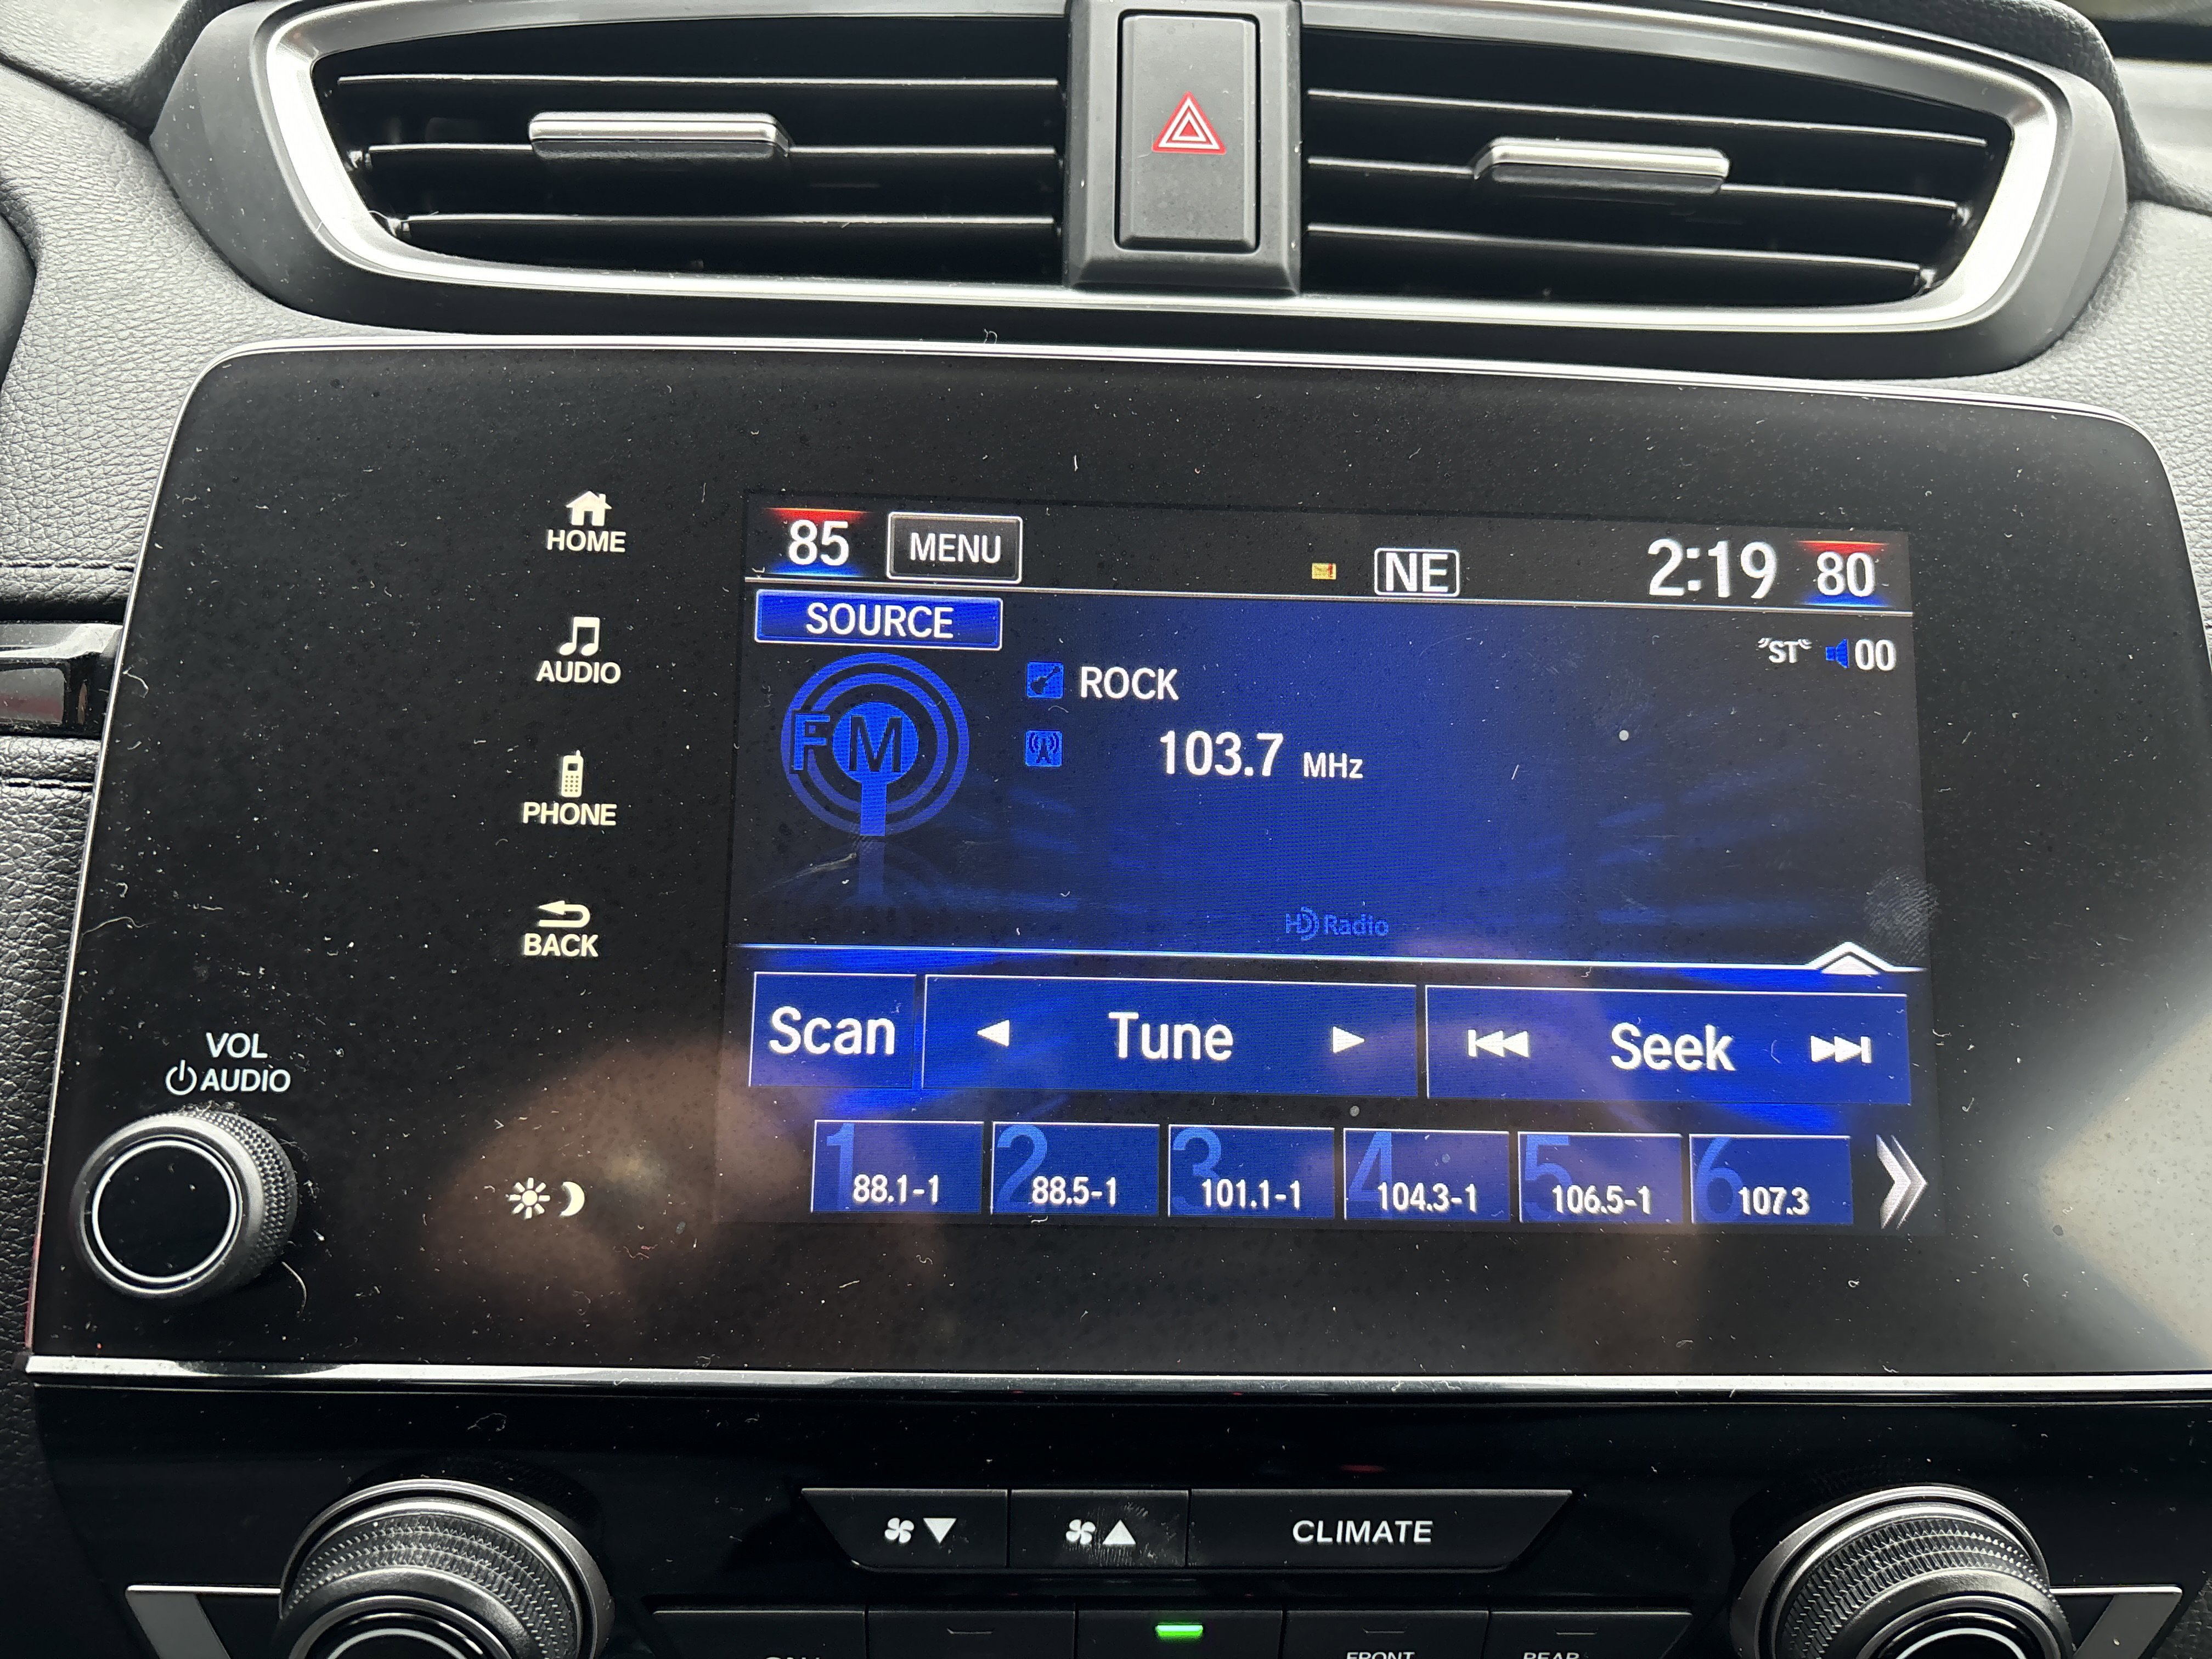 HOME
AUDIO
PHONE
BACK
VOL
AUDIO
85 MENU NE 2:19 80
SOURCE
"ST" 00
FM
ROCK
103.7 MHz
HD Radio
Scan Tune Seek
1 2 3 4 5 6
88.1-1 88.5-1 101.1-1 104.3-1 106.5-1 107.3
CLIMATE
FRONT REAR